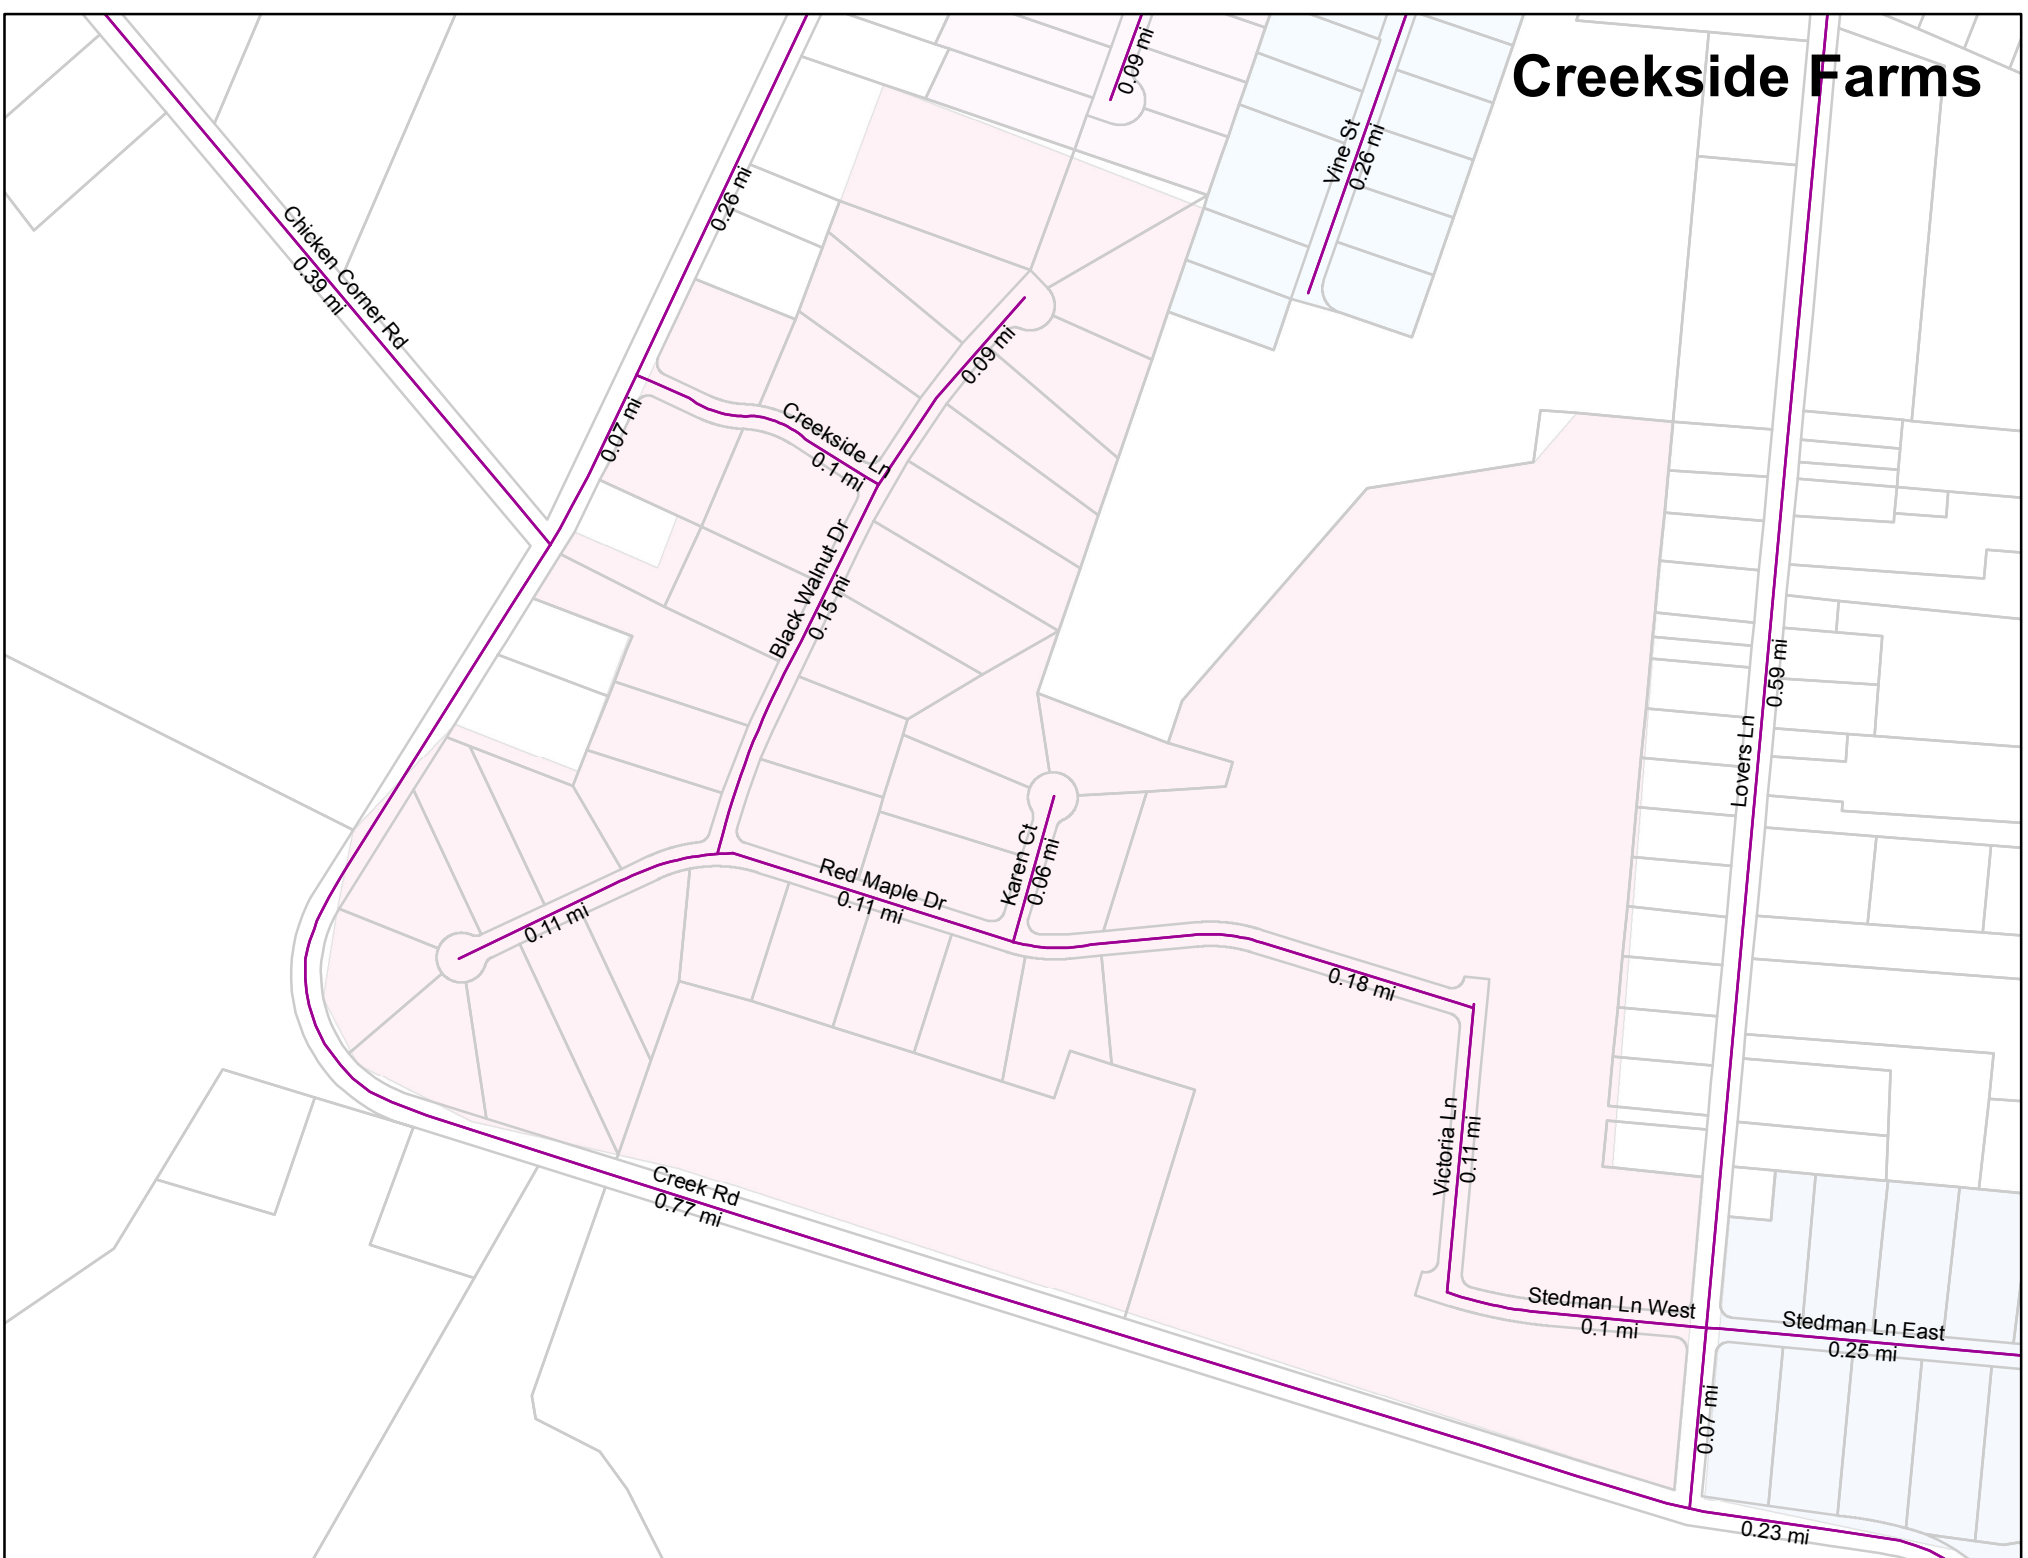 Creekside Farms
0.09 mi
Vine St
0.26 mi
0.26 mi
Chicken Corner Rd
0.39 mi
0.09 mi
0.07 mi
Creekside Ln
0.1 mi
Black Walnut Dr
0.15 mi
0.59 mi
Lovers Ln
Karen Ct
0.06 mi
Red Maple Dr
0.11 mi
0.11 mi
0.18 mi
Victoria Ln
0.11 mi
Creek Rd
0.77 mi
Stedman Ln West
0.1 mi
Stedman Ln East
0.25 mi
0.07 mi
0.23 mi